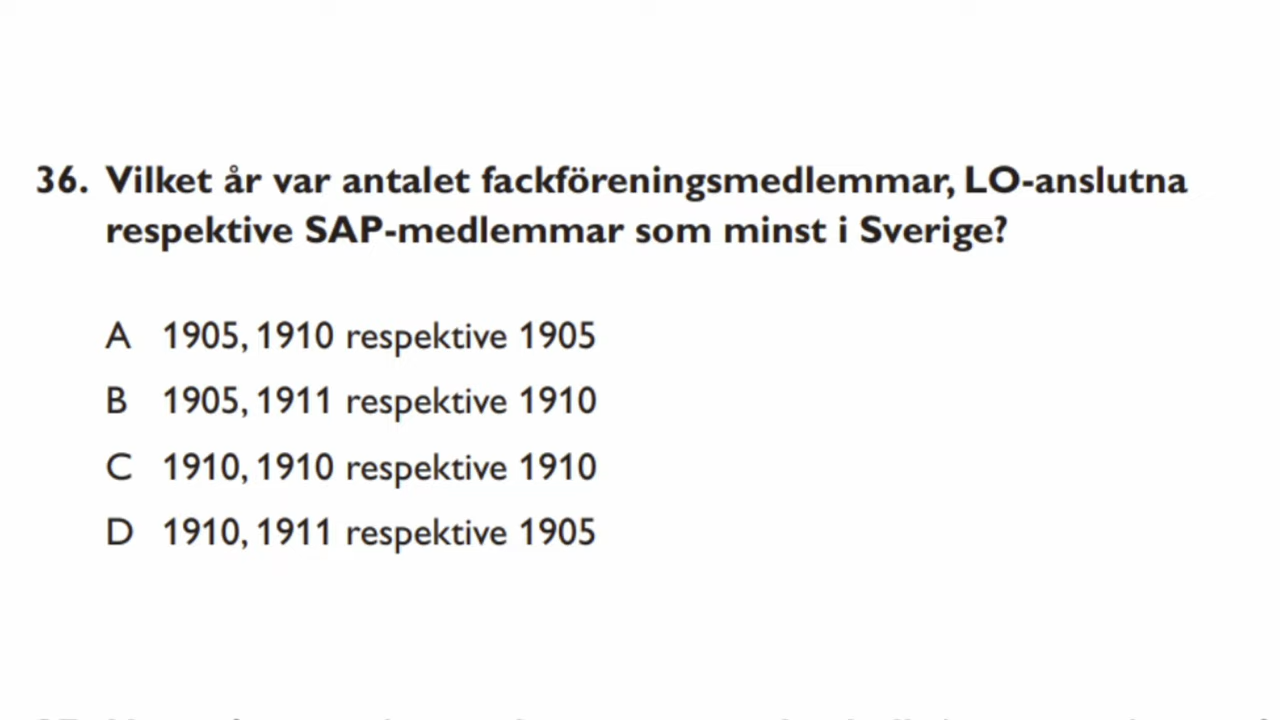 36. Vilket år var antalet fackföreningsmedlemmar, LO-anslutna
respektive SAP-medlemmar som minst i Sverige?
A 1905, 1910 respektive 1905
B 1905, 1911 respektive 1910
C 1910, 1910 respektive 1910
D 1910, 1911 respektive 1905